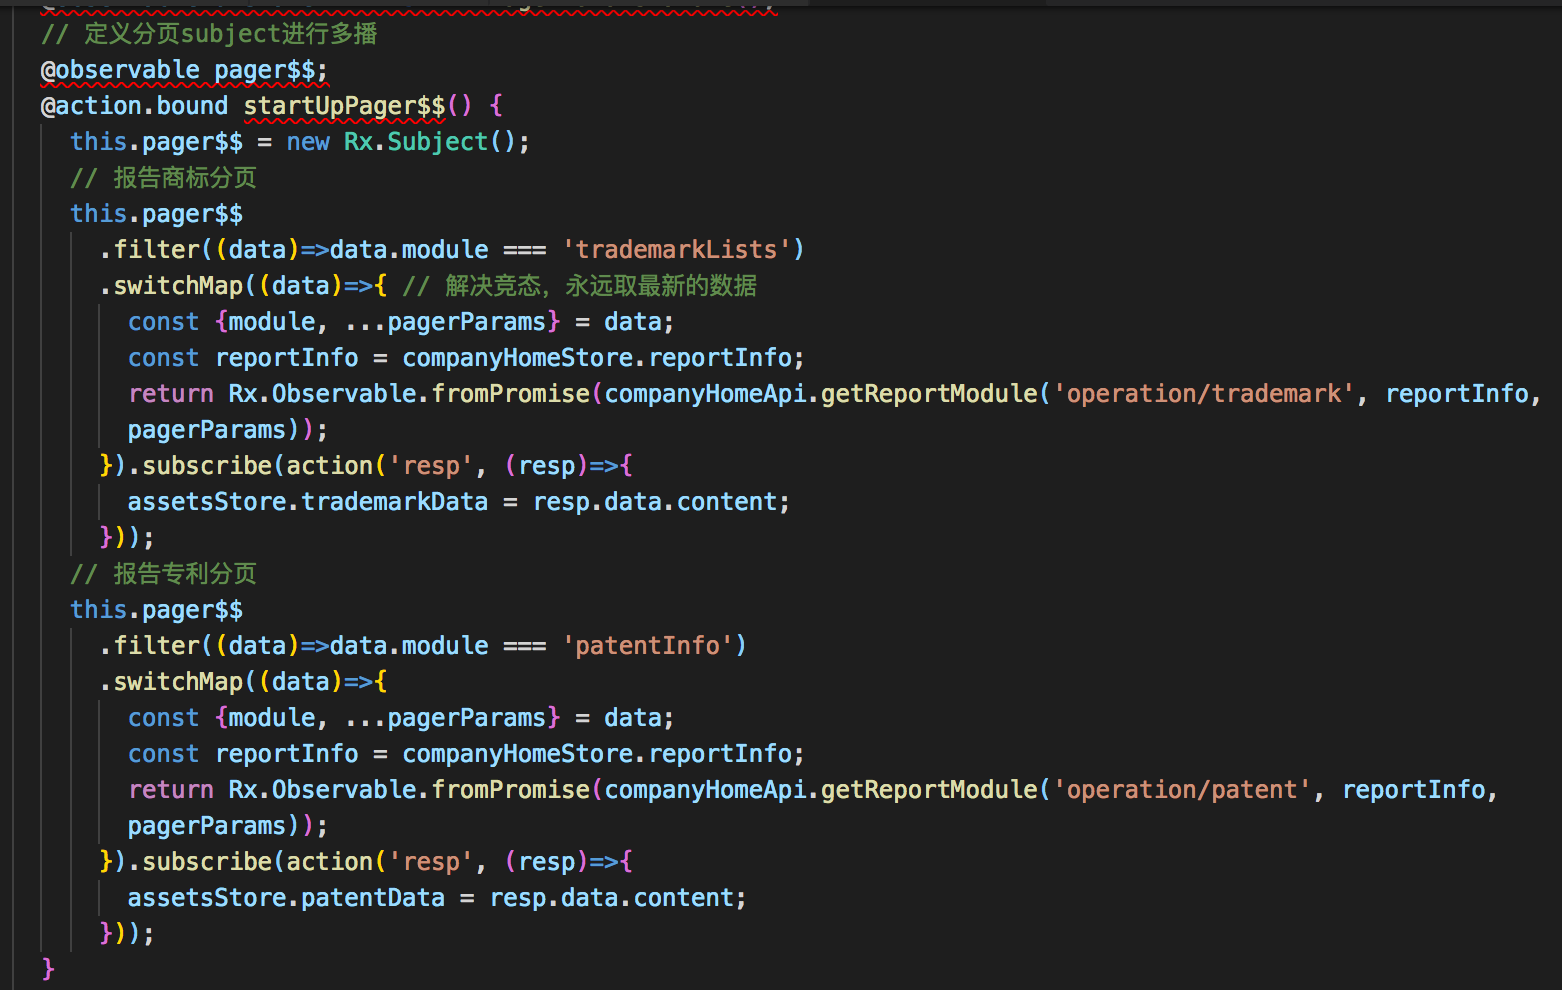 // 定义分页subject进行多播
@observable pager$$;
@action.bound startUpPager$$() {
this.pager$$ = new Rx.Subject();
// 报告商标分页
this.pager$$
.filter((data)=>data.module === 'trademarkLists')
.switchMap((data)=>{ // 解决竞态，永远取最新的数据
const {module, ...pagerParams} = data;
const reportInfo = companyHomeStore.reportInfo;
return Rx.Observable.fromPromise(companyHomeApi.getReportModule('operation/trademark', reportInfo,
pagerParams));
}).subscribe(action('resp', (resp)=>{
assetsStore.trademarkData = resp.data.content;
}));
// 报告专利分页
this.pager$$
.filter((data)=>data.module === 'patentInfo')
.switchMap((data)=>{
const {module, ...pagerParams} = data;
const reportInfo = companyHomeStore.reportInfo;
return Rx.Observable.fromPromise(companyHomeApi.getReportModule('operation/patent', reportInfo,
pagerParams));
}).subscribe(action('resp', (resp)=>{
assetsStore.patentData = resp.data.content;
}));
}